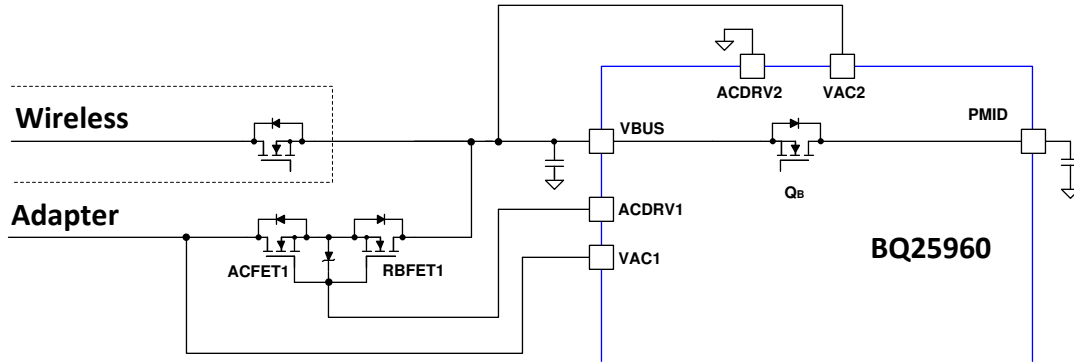 ACDRV2
VAC2
Wireless
VBUS
PMID
QB
Adapter
ACDRV1
ACFET1
RBFET1
VAC1
BQ25960